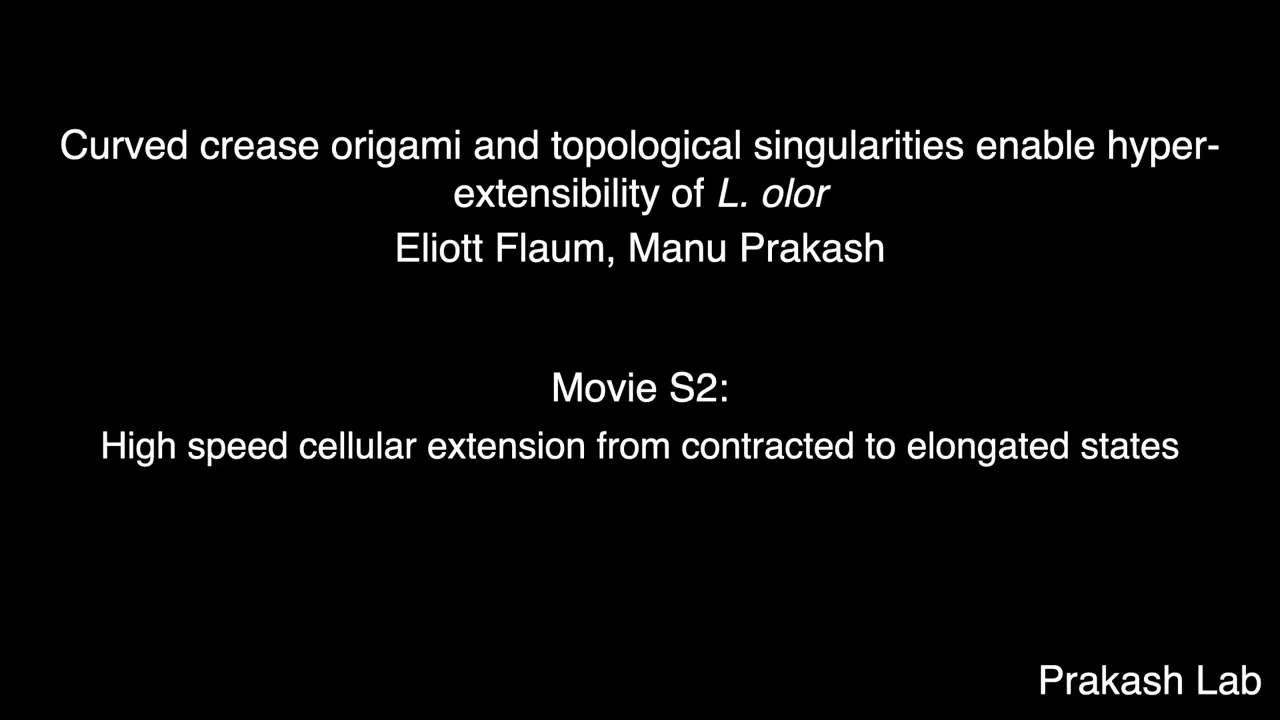 Curved crease origami and topological singularities enable hyper-
extensibility of L. olor
Eliott Flaum, Manu Prakash
Movie S2:
High speed cellular extension from contracted to elongated states
Prakash Lab